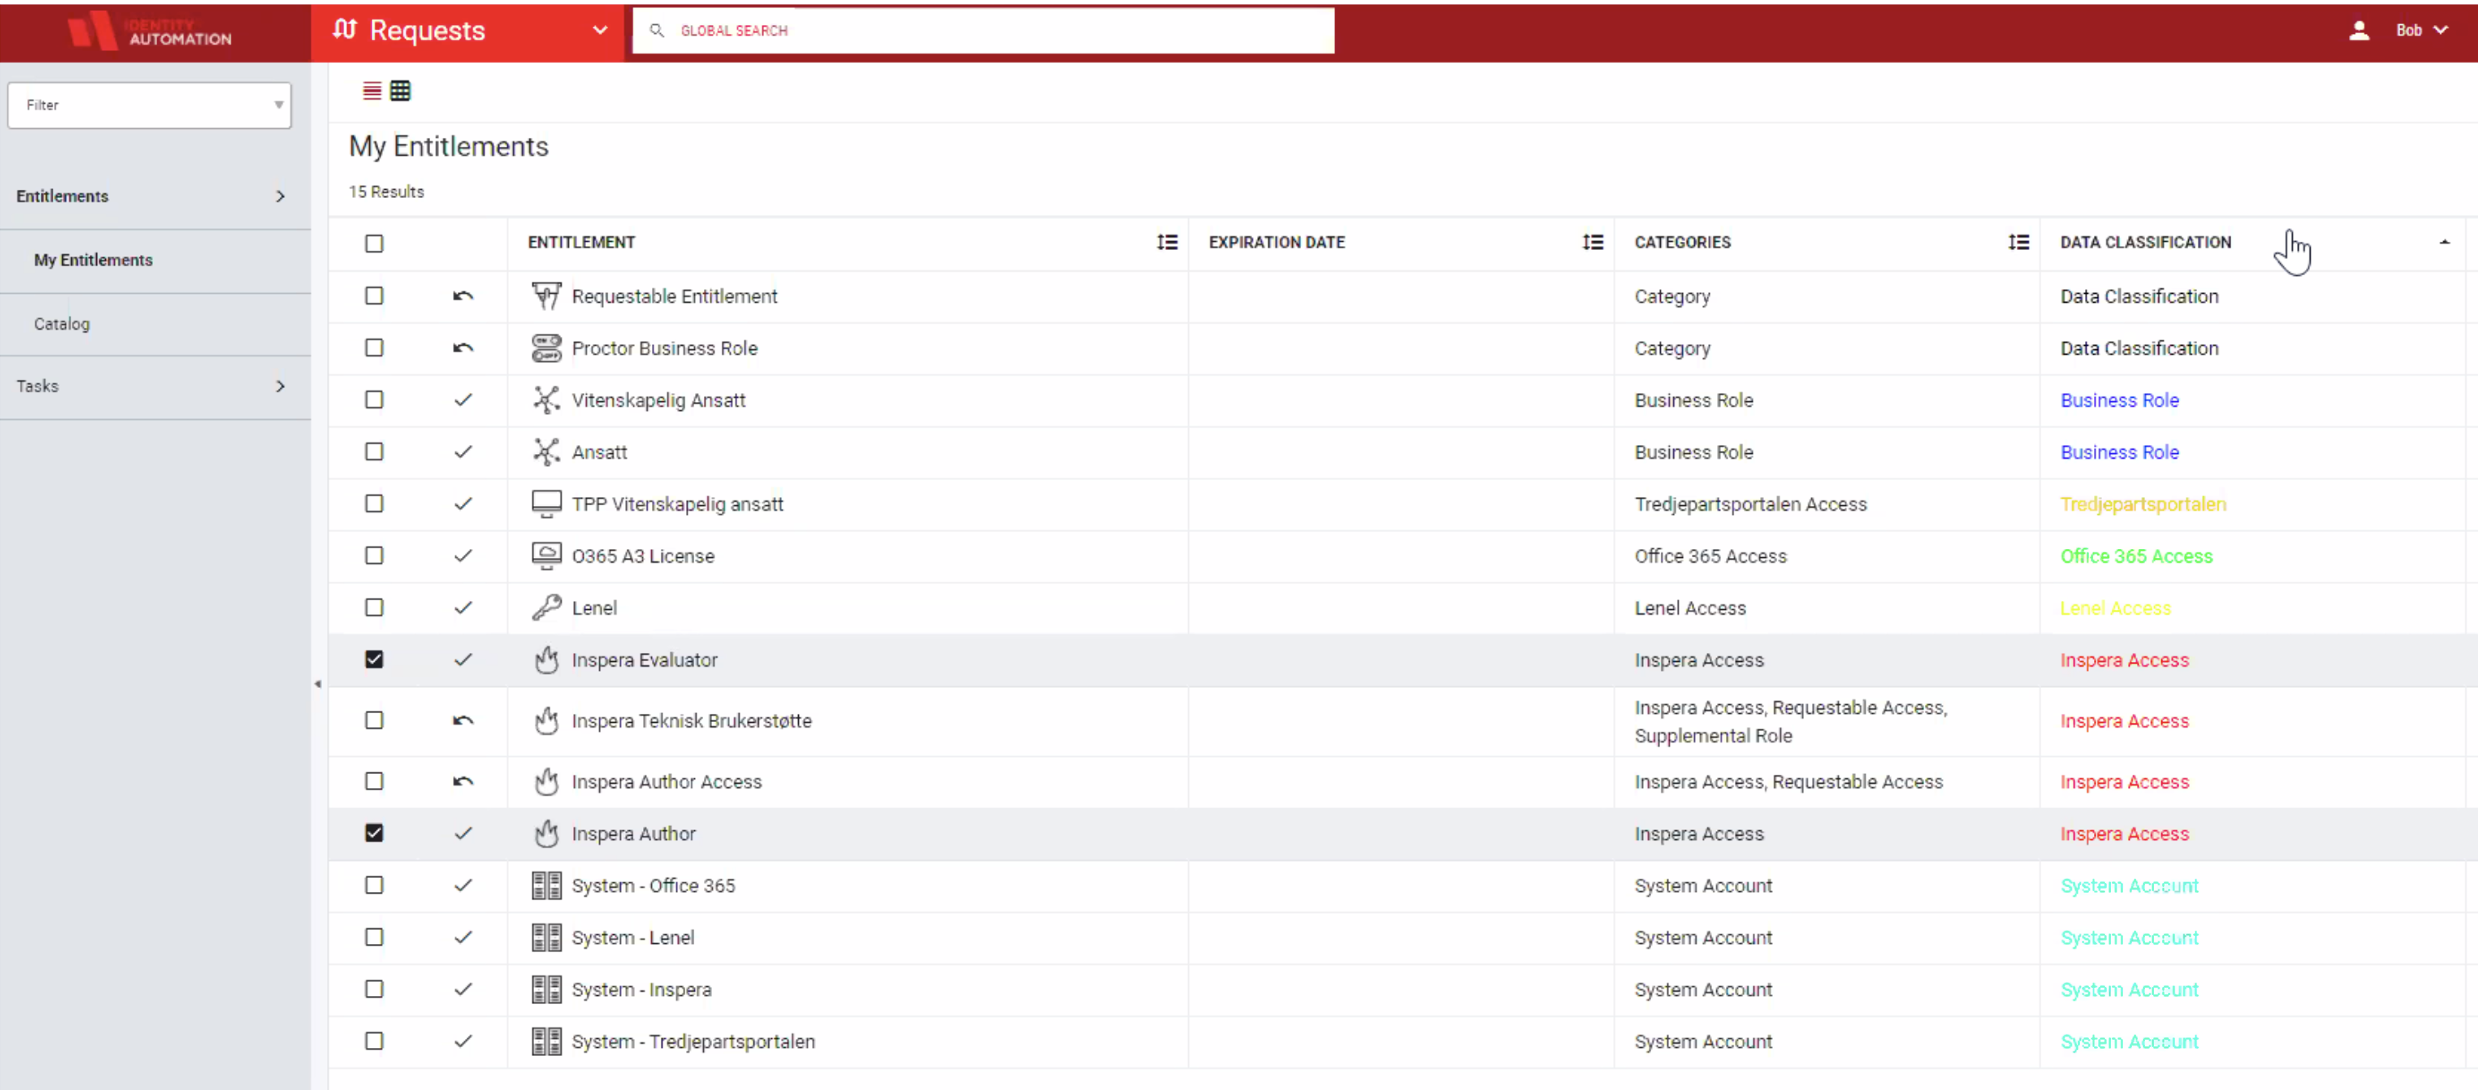 IDENTITY
AUTOMATION
Requests
GLOBAL SEARCH
Bob
Filter
Entitlements
My Entitlements
Catalog
Tasks
My Entitlements
15 Results
ENTITLEMENT EXPIRATION DATE CATEGORIES DATA CLASSIFICATION
Requestable Entitlement Category Data Classification
Proctor Business Role Category Data Classification
Vitenskapelig Ansatt Business Role Business Role
Ansatt Business Role Business Role
TPP Vitenskapelig ansatt Tredjepartsportalen Access Tredjepartsportalen
O365 A3 License Office 365 Access Office 365 Access
Lenel Lenel Access Lenel Access
Inspera Evaluator Inspera Access Inspera Access
Inspera Teknisk Brukerstøtte Inspera Access, Requestable Access, Inspera Access
Supplemental Role
Inspera Author Access Inspera Access, Requestable Access Inspera Access
Inspera Author Inspera Access Inspera Access
System - Office 365 System Account System Account
System - Lenel System Account System Account
System - Inspera System Account System Account
System - Tredjepartsportalen System Account System Account